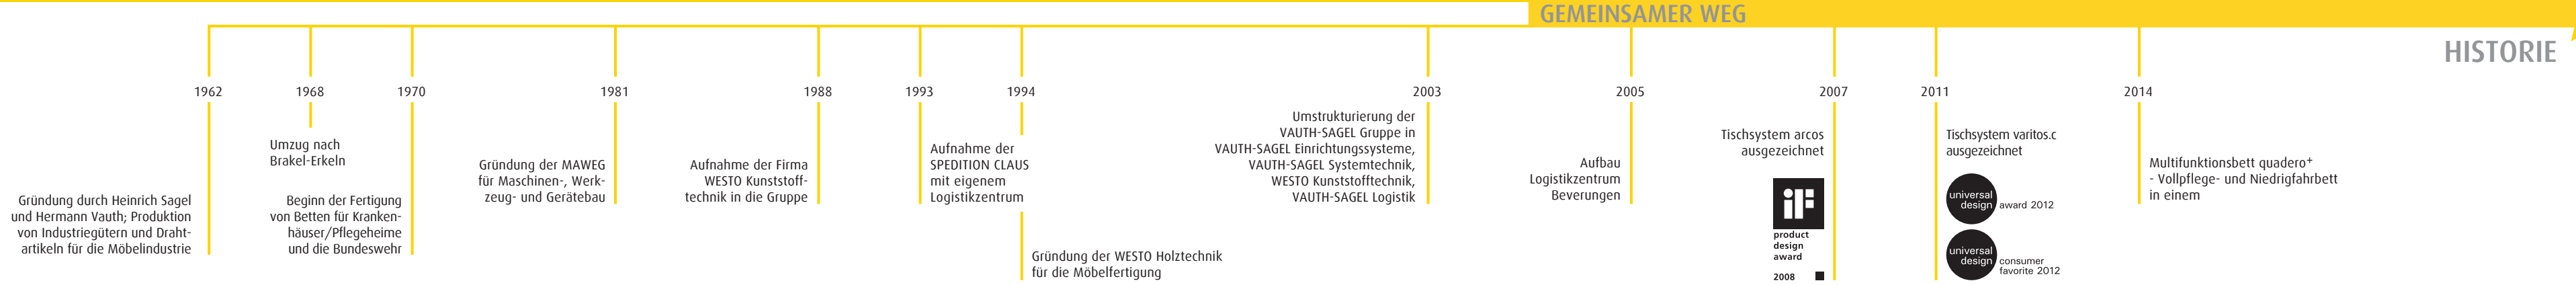 GEMEINSAMER WEG
HISTORIE
1962
Gründung durch Heinrich Sagel
und Hermann Vauth; Produktion
von Industriegütern und Draht-
artikeln für die Möbelindustrie
1968
Umzug nach
Brakel-Erkeln
1970
Beginn der Fertigung
von Betten für Kranken-
häuser/Pflegeheime
und die Bundeswehr
1981
Gründung der MAWEG
für Maschinen-, Werk-
zeug- und Gerätebau
1988
Aufnahme der Firma
WESTO Kunststoff-
technik in die Gruppe
1993
Aufnahme der
SPEDITION CLAUS
mit eigenem
Logistikzentrum
1994
Gründung der WESTO Holztechnik
für die Möbelfertigung
2003
Umstrukturierung der
VAUTH-SAGEL Gruppe in
VAUTH-SAGEL Einrichtungssysteme,
VAUTH-SAGEL Systemtechnik,
WESTO Kunststofftechnik,
VAUTH-SAGEL Logistik
2005
Aufbau
Logistikzentrum
Beverungen
2007
Tischsystem arcos
ausgezeichnet
iF
product
design
award
2008
2011
Tischsystem varitos.c
ausgezeichnet
universal
design award 2012
universal
design consumer
favorite 2012
2014
Multifunktionsbett quadero+
- Vollpflege- und Niedrigfahrbett
in einem